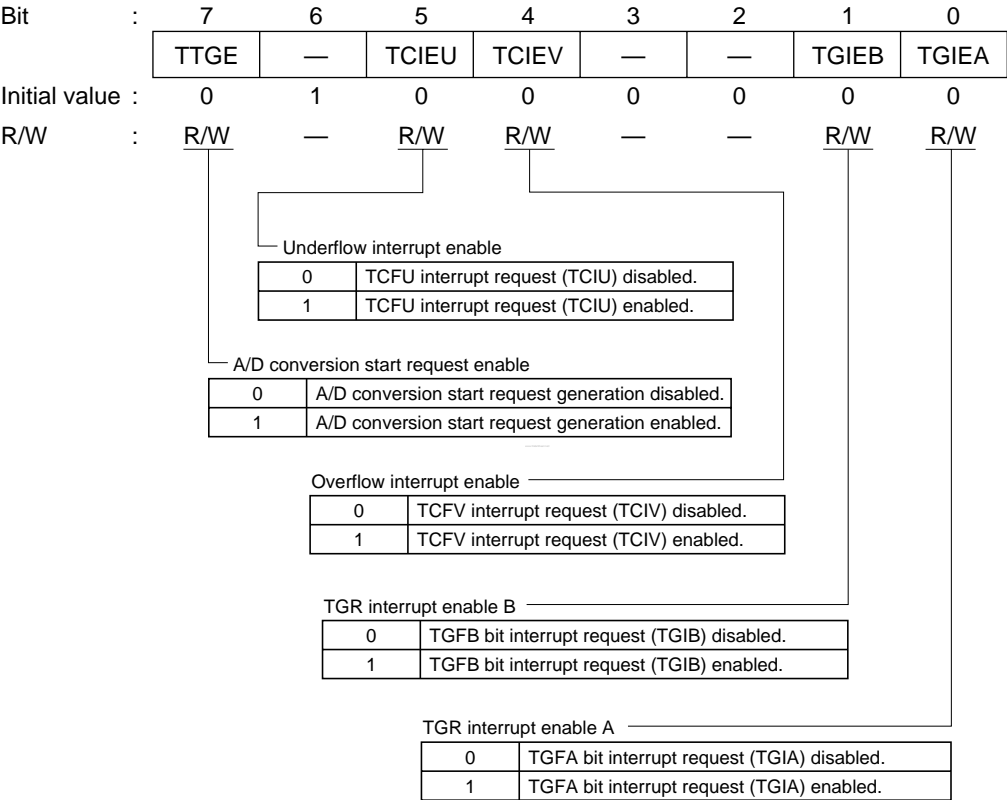 Bit : 7 6 5 4 3 2 1 0
TTGE — TCIEU TCIEV — — TGIEB TGIEA
Initial value : 0 1 0 0 0 0 0 0
R/W : R/W — R/W R/W — — R/W R/W
Underflow interrupt enable
0 TCFU interrupt request (TCIU) disabled.
1 TCFU interrupt request (TCIU) enabled.
A/D conversion start request enable
0 A/D conversion start request generation disabled.
1 A/D conversion start request generation enabled.
Overflow interrupt enable
0 TCFV interrupt request (TCIV) disabled.
1 TCFV interrupt request (TCIV) enabled.
TGR interrupt enable B
0 TGFB bit interrupt request (TGIB) disabled.
1 TGFB bit interrupt request (TGIB) enabled.
TGR interrupt enable A
0 TGFA bit interrupt request (TGIA) disabled.
1 TGFA bit interrupt request (TGIA) enabled.